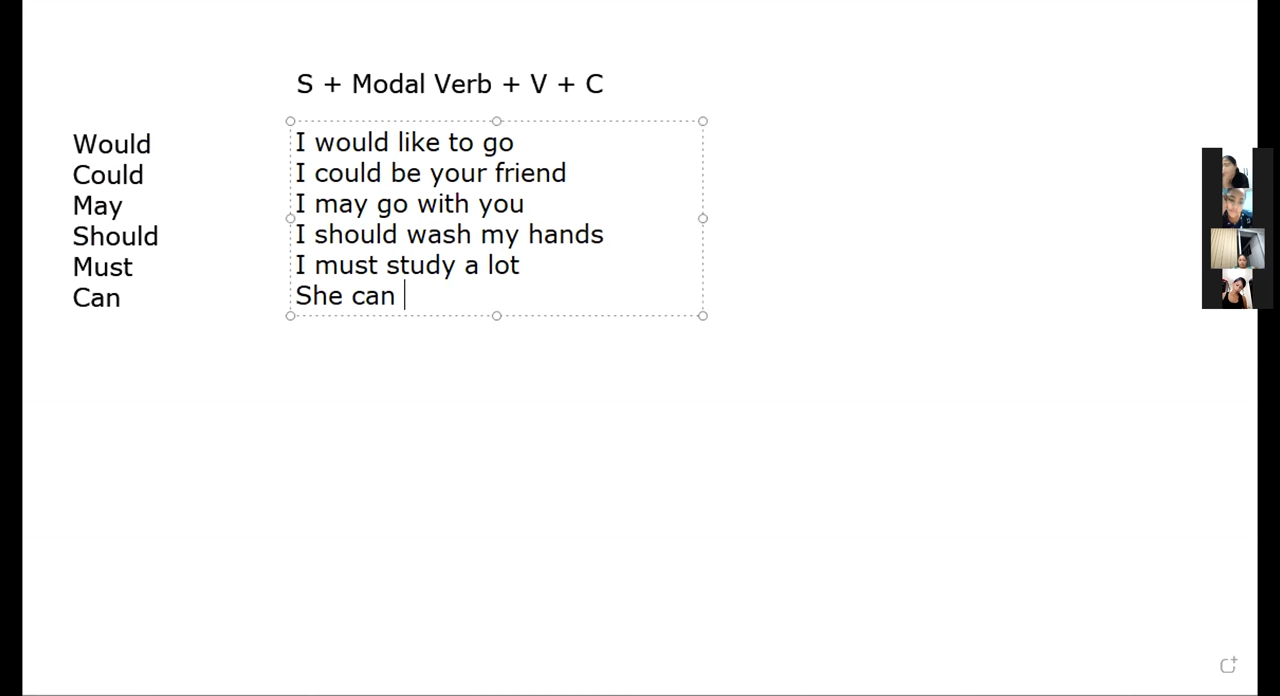 S + Modal Verb + V + C
Would
Could
May
Should
Must
Can
I would like to go
I could be your friend
I may go with you
I should wash my hands
I must study a lot
She can